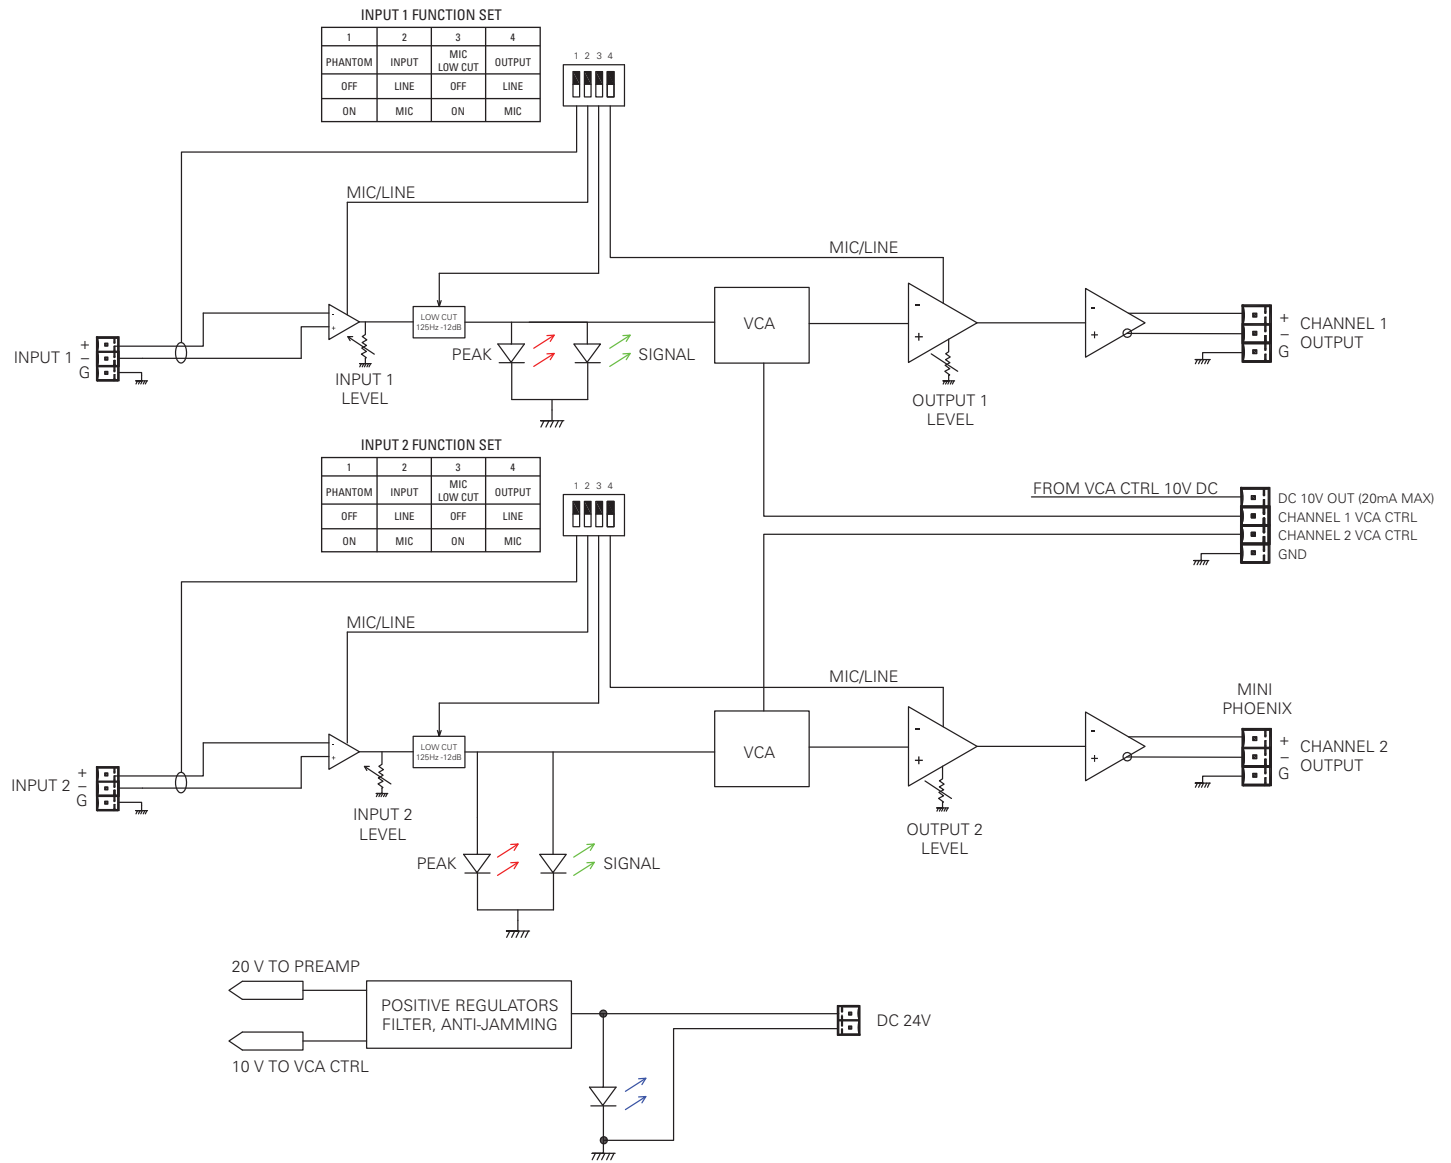 INPUT 1 FUNCTION SET
1 2 3 4
PHANTOM INPUT MIC LOW CUT OUTPUT
OFF LINE OFF LINE
ON MIC ON MIC
1 2 3 4
MIC/LINE
MIC/LINE
LOW CUT
125Hz -12dB
VCA
- +
- +
- +
INPUT 1
+
–
G
PEAK
SIGNAL
INPUT 1
LEVEL
OUTPUT 1
LEVEL
+
–
G
CHANNEL 1
OUTPUT
INPUT 2 FUNCTION SET
1 2 3 4
PHANTOM INPUT MIC LOW CUT OUTPUT
OFF LINE OFF LINE
ON MIC ON MIC
1 2 3 4
FROM VCA CTRL 10V DC
DC 10V OUT (20mA MAX)
CHANNEL 1 VCA CTRL
CHANNEL 2 VCA CTRL
GND
MIC/LINE
MIC/LINE
MINI
PHOENIX
LOW CUT
125Hz -12dB
VCA
- +
- +
- +
INPUT 2
+
–
G
INPUT 2
LEVEL
OUTPUT 2
LEVEL
+
–
G
CHANNEL 2
OUTPUT
PEAK
SIGNAL
20 V TO PREAMP
POSITIVE REGULATORS
FILTER, ANTI-JAMMING
10 V TO VCA CTRL
DC 24V